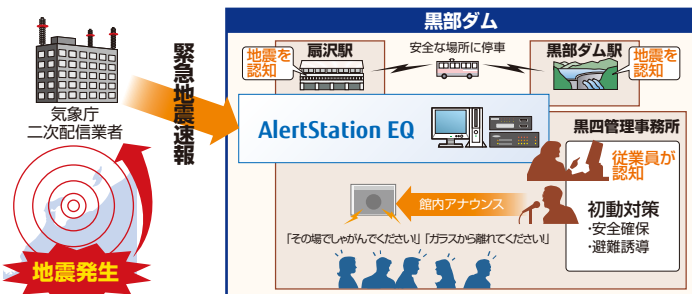 黒部ダム
扇沢駅
地震を
認知
安全な場所に停車
黒部ダム駅
地震を
認知
気象庁
二次配信業者
緊急地震速報
AlertStation EQ
黒四管理事務所
従業員が
認知
館内アナウンス
初動対策
・安全確保
・避難誘導
「その場でしゃがんでください!」「ガラスから離れてください!」
地震発生